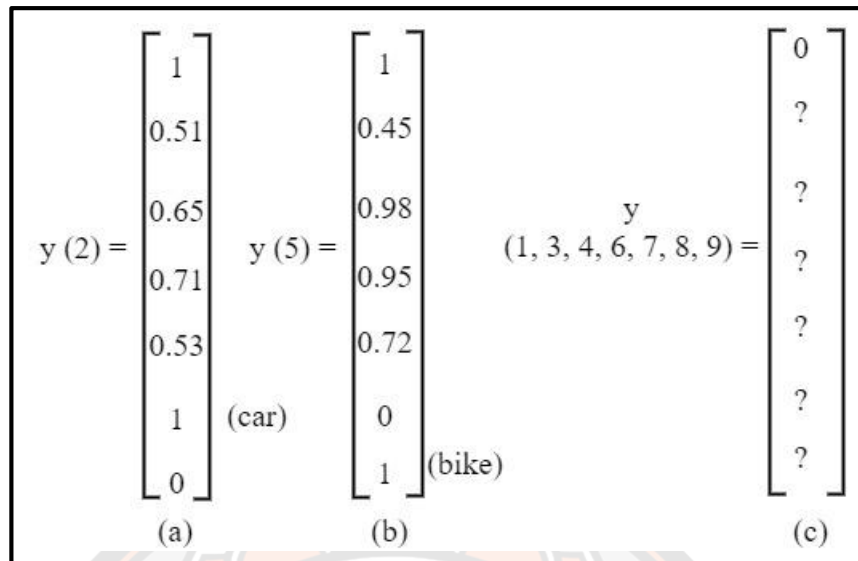 y (2) =
1
0.51
0.65
0.71
0.53
1
0
(car)
(a)
y (5) =
1
0.45
0.98
0.95
0.72
0
1
(bike)
(b)
y
(1, 3, 4, 6, 7, 8, 9) =
0
?
?
?
?
?
?
(c)